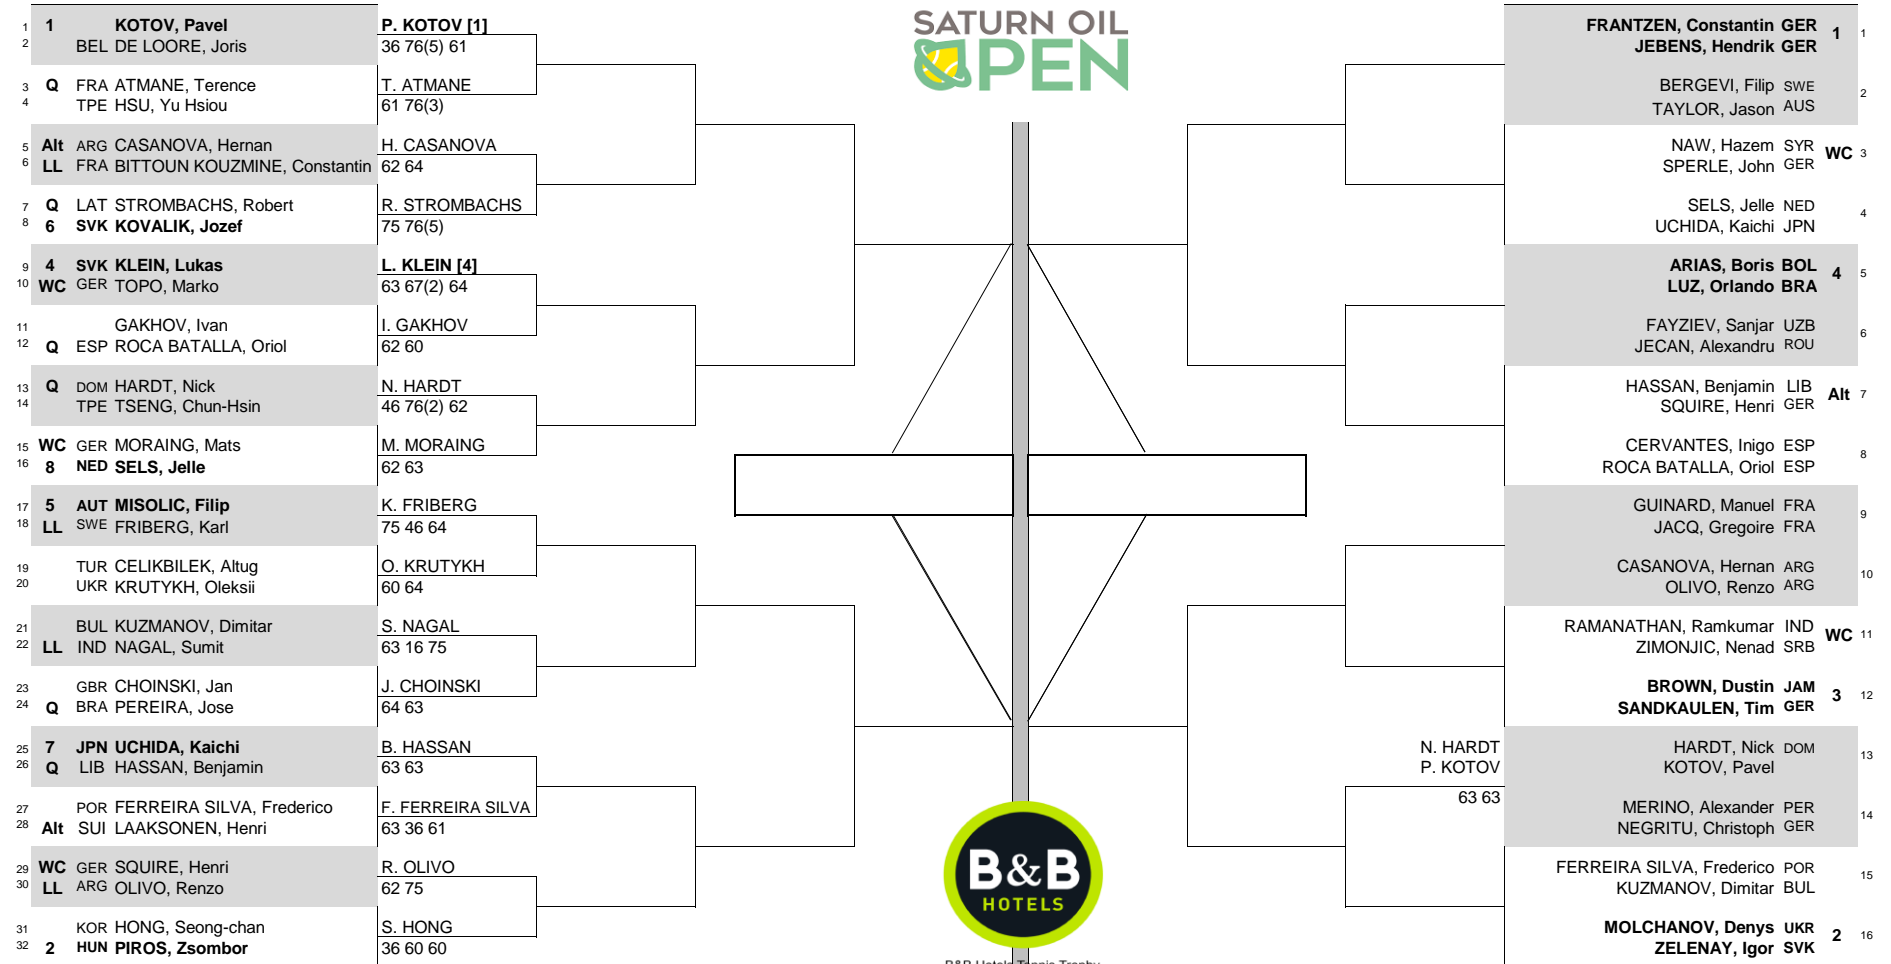 SATURN OIL
OPEN
1 1 KOTOV, Pavel
2 BEL DE LOORE, Joris
P. KOTOV [1]
36 76(5) 61
3 Q FRA ATMANE, Terence
4 TPE HSU, Yu Hsiou
T. ATMANE
61 76(3)
5 Alt ARG CASANOVA, Hernan
6 LL FRA BITTOUN KOUZMINE, Constantin
H. CASANOVA
62 64
7 Q LAT STROMBACHS, Robert
8 6 SVK KOVALIK, Jozef
R. STROMBACHS
75 76(5)
9 4 SVK KLEIN, Lukas
10 WC GER TOPO, Marko
L. KLEIN [4]
63 67(2) 64
11 GAKHOV, Ivan
12 Q ESP ROCA BATALLA, Oriol
I. GAKHOV
62 60
13 Q DOM HARDT, Nick
14 TPE TSENG, Chun-Hsin
N. HARDT
46 76(2) 62
15 WC GER MORAING, Mats
16 8 NED SELS, Jelle
M. MORAING
62 63
17 5 AUT MISOLIC, Filip
18 LL SWE FRIBERG, Karl
K. FRIBERG
75 46 64
19 TUR CELIKBILEK, Altug
20 UKR KRUTYKH, Oleksii
O. KRUTYKH
60 64
21 BUL KUZMANOV, Dimitar
22 LL IND NAGAL, Sumit
S. NAGAL
63 16 75
23 GBR CHOINSKI, Jan
24 Q BRA PEREIRA, Jose
J. CHOINSKI
64 63
25 7 JPN UCHIDA, Kaichi
26 Q LIB HASSAN, Benjamin
B. HASSAN
63 63
27 POR FERREIRA SILVA, Frederico
28 Alt SUI LAAKSONEN, Henri
F. FERREIRA SILVA
63 36 61
29 WC GER SQUIRE, Henri
30 LL ARG OLIVO, Renzo
R. OLIVO
62 75
31 KOR HONG, Seong-chan
32 2 HUN PIROS, Zsombor
S. HONG
36 60 60
FRANTZEN, Constantin GER 1 1
JEBENS, Hendrik GER
BERGEVI, Filip SWE 2
TAYLOR, Jason AUS
NAW, Hazem SYR WC 3
SPERLE, John GER
SELS, Jelle NED 4
UCHIDA, Kaichi JPN
ARIAS, Boris BOL 4 5
LUZ, Orlando BRA
FAYZIEV, Sanjar UZB 6
JECAN, Alexandru ROU
HASSAN, Benjamin LIB Alt 7
SQUIRE, Henri GER
CERVANTES, Inigo ESP 8
ROCA BATALLA, Oriol ESP
GUINARD, Manuel FRA 9
JACQ, Gregoire FRA
CASANOVA, Hernan ARG 10
OLIVO, Renzo ARG
RAMANATHAN, Ramkumar IND WC 11
ZIMONJIC, Nenad SRB
BROWN, Dustin JAM 3 12
SANDKAULEN, Tim GER
HARDT, Nick DOM 13
KOTOV, Pavel
N. HARDT
P. KOTOV
63 63
MERINO, Alexander PER 14
NEGRITU, Christoph GER
FERREIRA SILVA, Frederico POR 15
KUZMANOV, Dimitar BUL
MOLCHANOV, Denys UKR 2 16
ZELENAY, Igor SVK
B&B
HOTELS
B&B Hotels Tennis Trophy